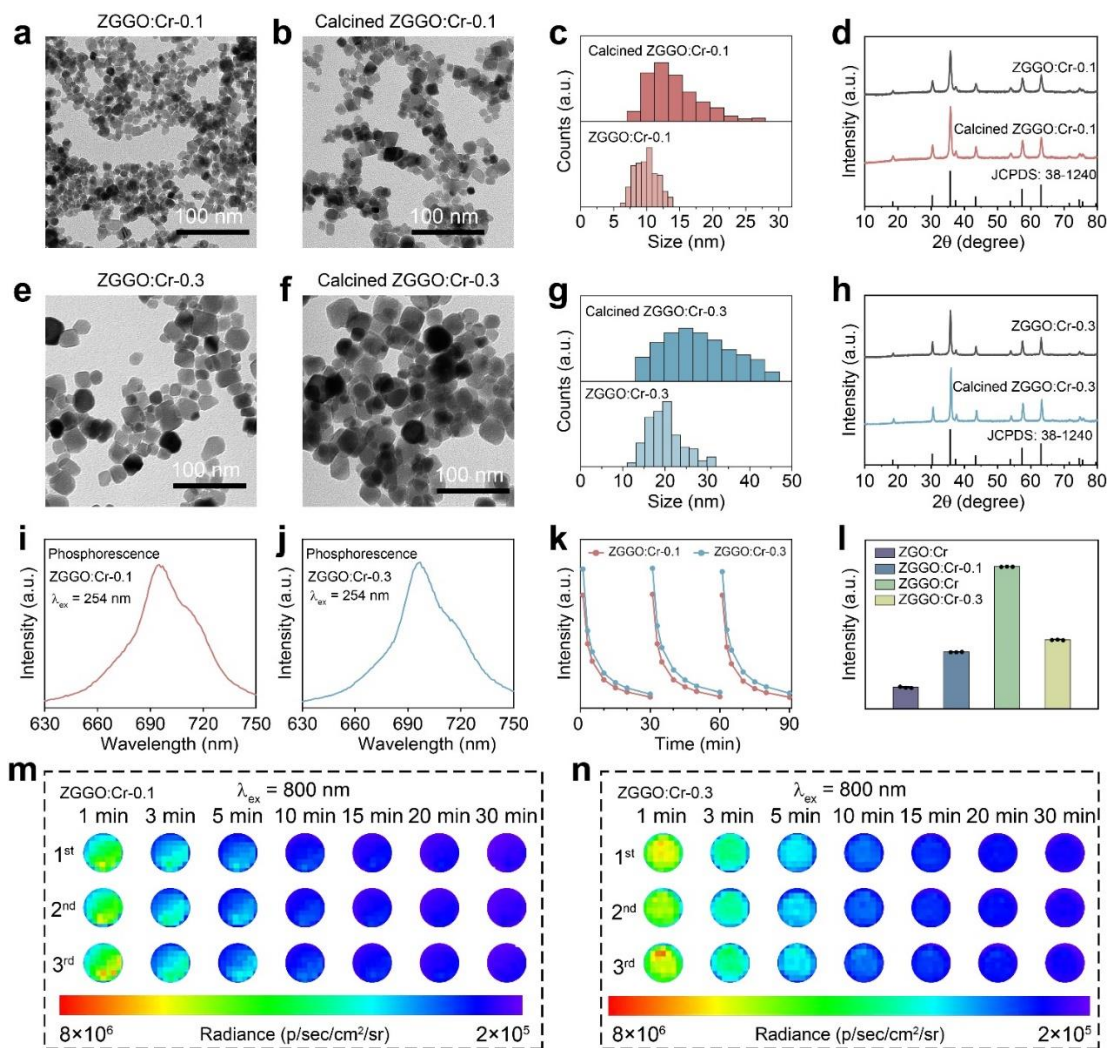 a
ZGGO:Cr-0.1
100 nm
b
Calcined ZGGO:Cr-0.1
100 nm
c
Calcined ZGGO:Cr-0.1
ZGGO:Cr-0.1
Counts (a.u.)
0 5 10 15 20 25 30
Size (nm)
d
ZGGO:Cr-0.1
Calcined ZGGO:Cr-0.1
JCPDS: 38-1240
Intensity (a.u.)
10 20 30 40 50 60 70 80
2θ (degree)
e
ZGGO:Cr-0.3
100 nm
f
Calcined ZGGO:Cr-0.3
100 nm
g
Calcined ZGGO:Cr-0.3
ZGGO:Cr-0.3
Counts (a.u.)
0 10 20 30 40 50
Size (nm)
h
ZGGO:Cr-0.3
Calcined ZGGO:Cr-0.3
JCPDS: 38-1240
Intensity (a.u.)
10 20 30 40 50 60 70 80
2θ (degree)
i
Phosphorescence
ZGGO:Cr-0.1
λex = 254 nm
Intensity (a.u.)
630 660 690 720 750
Wavelength (nm)
j
Phosphorescence
ZGGO:Cr-0.3
λex = 254 nm
Intensity (a.u.)
630 660 690 720 750
Wavelength (nm)
k
ZGGO:Cr-0.1 ZGGO:Cr-0.3
Intensity (a.u.)
0 30 60 90
Time (min)
l
ZGO:Cr
ZGGO:Cr-0.1
ZGGO:Cr
ZGGO:Cr-0.3
Intensity (a.u.)
m
ZGGO:Cr-0.1 λex = 800 nm
1 min 3 min 5 min 10 min 15 min 20 min 30 min
1st
2nd
3rd
8×10⁶ Radiance (p/sec/cm²/sr) 2×10⁵
n
ZGGO:Cr-0.3 λex = 800 nm
1 min 3 min 5 min 10 min 15 min 20 min 30 min
1st
2nd
3rd
8×10⁶ Radiance (p/sec/cm²/sr) 2×10⁵